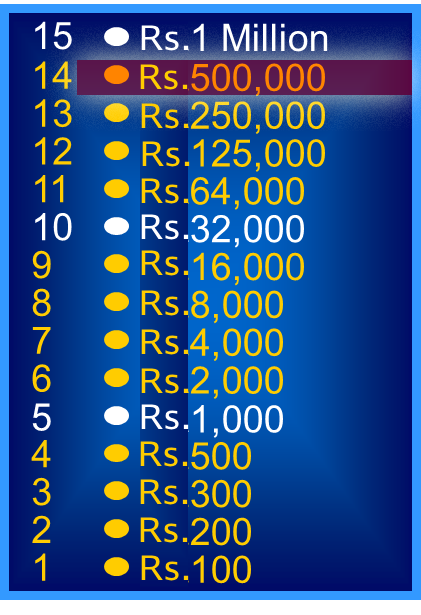 15 Rs.1 Million
14 Rs.500,000
13 Rs.250,000
12 Rs.125,000
11 Rs.64,000
10 Rs.32,000
9 Rs.16,000
8 Rs.8,000
7 Rs.4,000
6 Rs.2,000
5 Rs.1,000
4 Rs.500
3 Rs.300
2 Rs.200
1 Rs.100